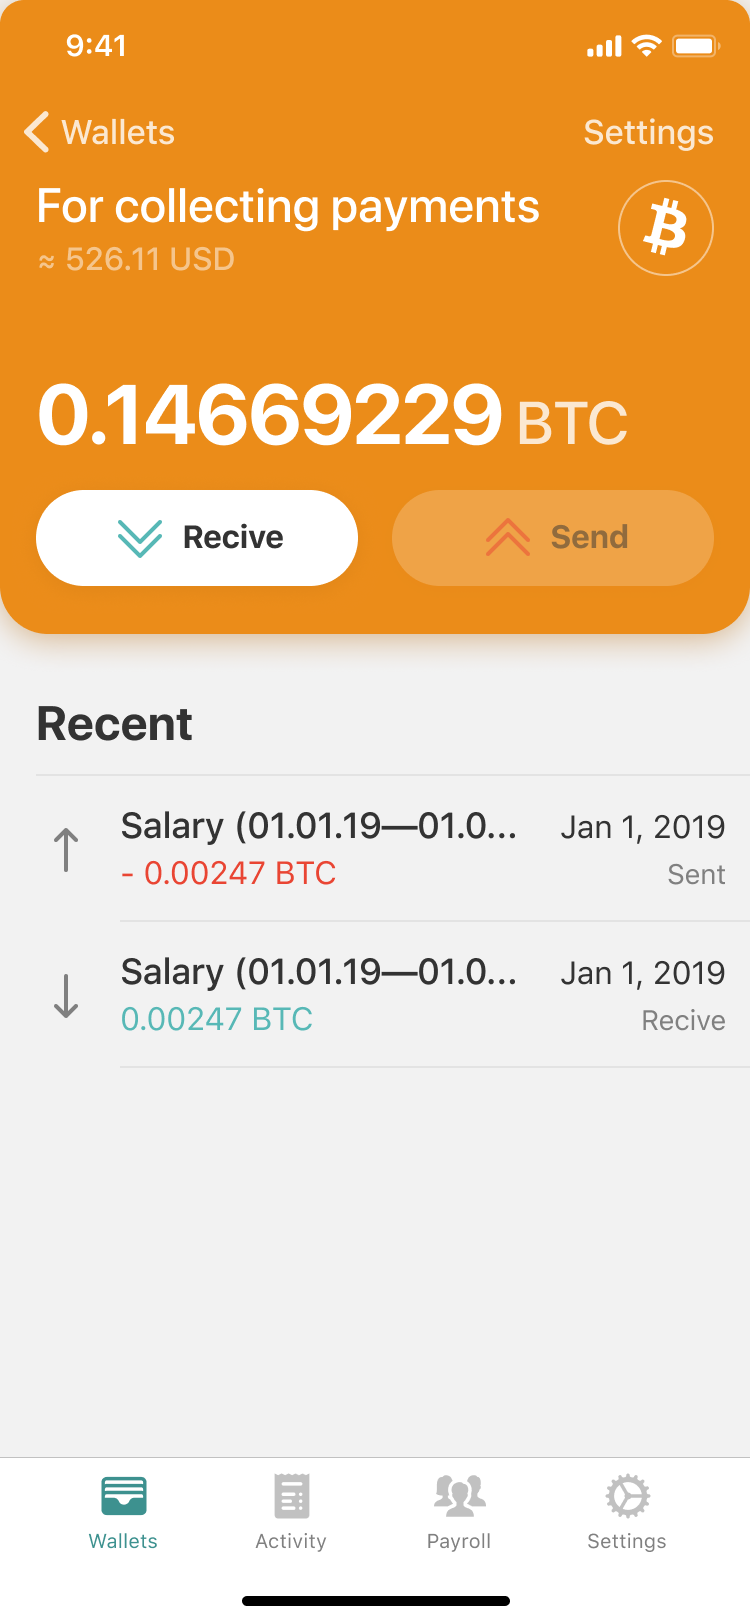 9:41
Wallets
Settings
For collecting payments
≈ 526.11 USD
0.14669229 BTC
Recive
Send
Recent
Salary (01.01.19—01.0...
Jan 1, 2019
- 0.00247 BTC
Sent
Salary (01.01.19—01.0...
Jan 1, 2019
0.00247 BTC
Recive
Wallets
Activity
Payroll
Settings